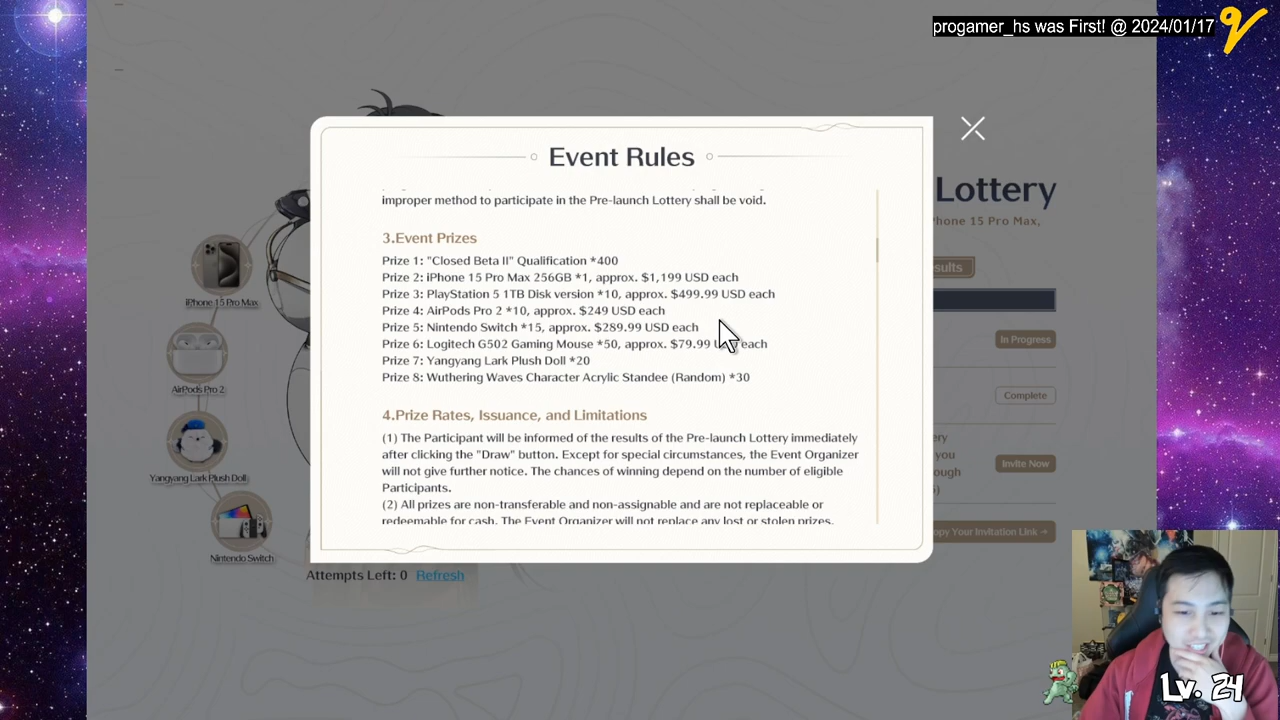 progamer_hs was First! @ 2024/01/17
Event Rules
improper method to participate in the Pre-launch Lottery shall be void.
3.Event Prizes
Prize 1: "Closed Beta II" Qualification *400
Prize 2: iPhone 15 Pro Max 256GB *1, approx. $1,199 USD each
Prize 3: PlayStation 5 1TB Disk version *10, approx. $499.99 USD each
Prize 4: AirPods Pro 2 *10, approx. $249 USD each
Prize 5: Nintendo Switch *15, approx. $289.99 USD each
Prize 6: Logitech G502 Gaming Mouse *50, approx. $79.99 each
Prize 7: Yangyang Lark Plush Doll *20
Prize 8: Wuthering Waves Character Acrylic Standee (Random) *30
4.Prize Rates, Issuance, and Limitations
(1) The Participant will be informed of the results of the Pre-launch Lottery immediately
after clicking the "Draw" button. Except for special circumstances, the Event Organizer
will not give further notice. The chances of winning depend on the number of eligible
Participants.
(2) All prizes are non-transferable and non-assignable and are not replaceable or
redeemable for cash. The Event Organizer will not replace any lost or stolen prizes.
iPhone 15 Pro Max
AirPods Pro 2
Yangyang Lark Plush Doll
Nintendo Switch
Attempts Left: 0 Refresh
Lottery
15 Pro Max,
In Progress
Complete
you
Invite Now
Your Invitation Link
Lv. 24